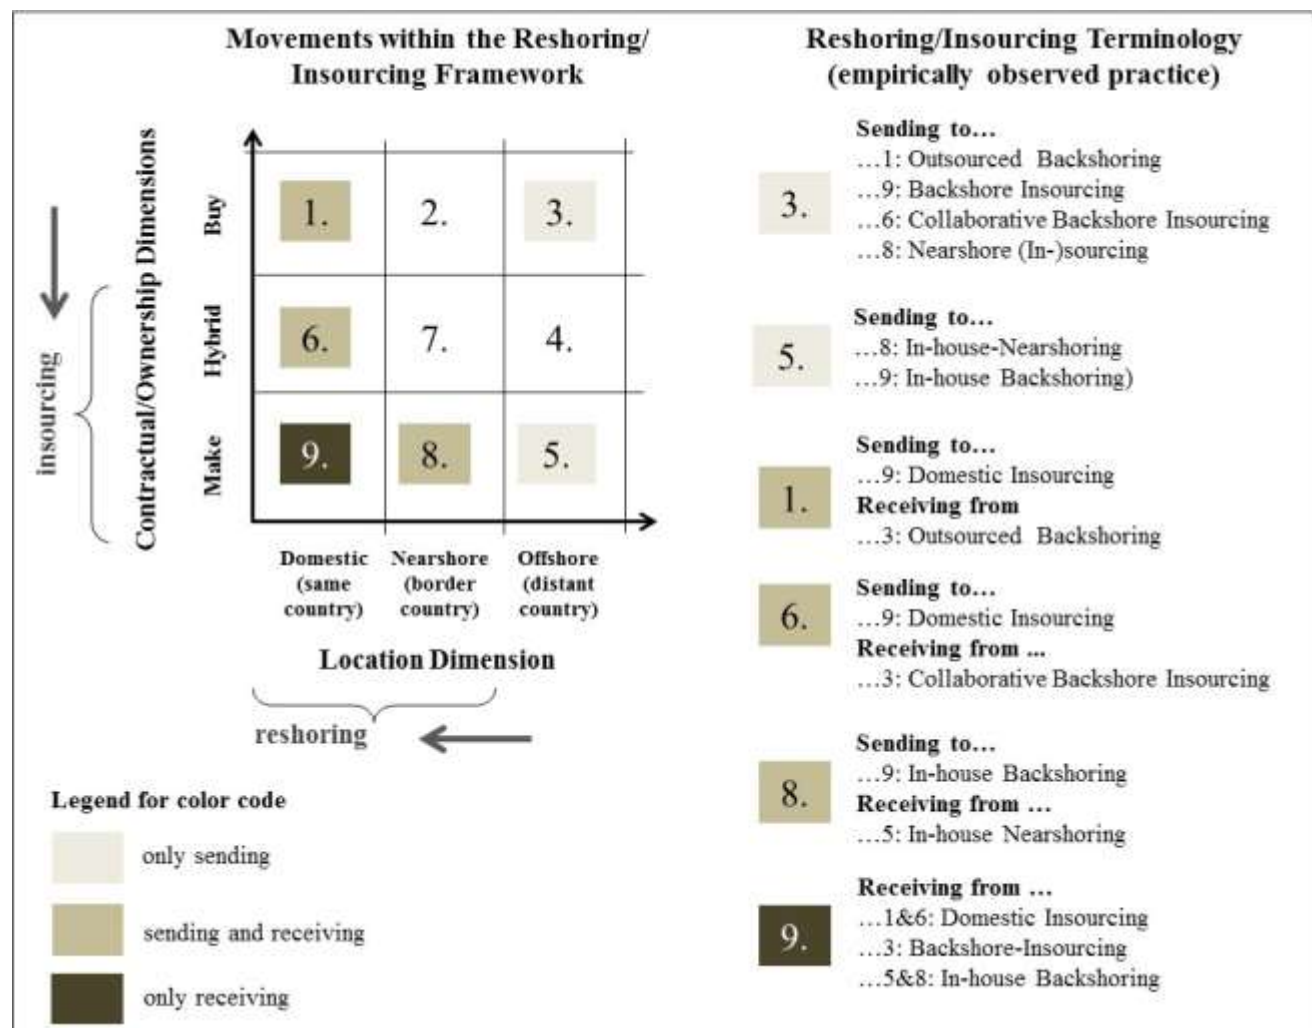 Movements within the Reshoring/
Insourcing Framework
Contractual/Ownership Dimensions
insourcing
Buy
Hybrid
Make
1.
2.
3.
6.
7.
4.
9.
8.
5.
Domestic
(same
country)
Nearshore
(border
country)
Offshore
(distant
country)
Location Dimension
reshoring
Legend for color code
only sending
sending and receiving
only receiving
Reshoring/Insourcing Terminology
(empirically observed practice)
3.
Sending to…
…1: Outsourced Backshoring
…9: Backshore Insourcing
…6: Collaborative Backshore Insourcing
…8: Nearshore (In-)sourcing
5.
Sending to…
…8: In-house-Nearshoring
…9: In-house Backshoring)
1.
Sending to…
…9: Domestic Insourcing
Receiving from
…3: Outsourced Backshoring
6.
Sending to…
…9: Domestic Insourcing
Receiving from ...
…3: Collaborative Backshore Insourcing
8.
Sending to…
…9: In-house Backshoring
Receiving from …
…5: In-house Nearshoring
9.
Receiving from …
…1&6: Domestic Insourcing
…3: Backshore-Insourcing
…5&8: In-house Backshoring